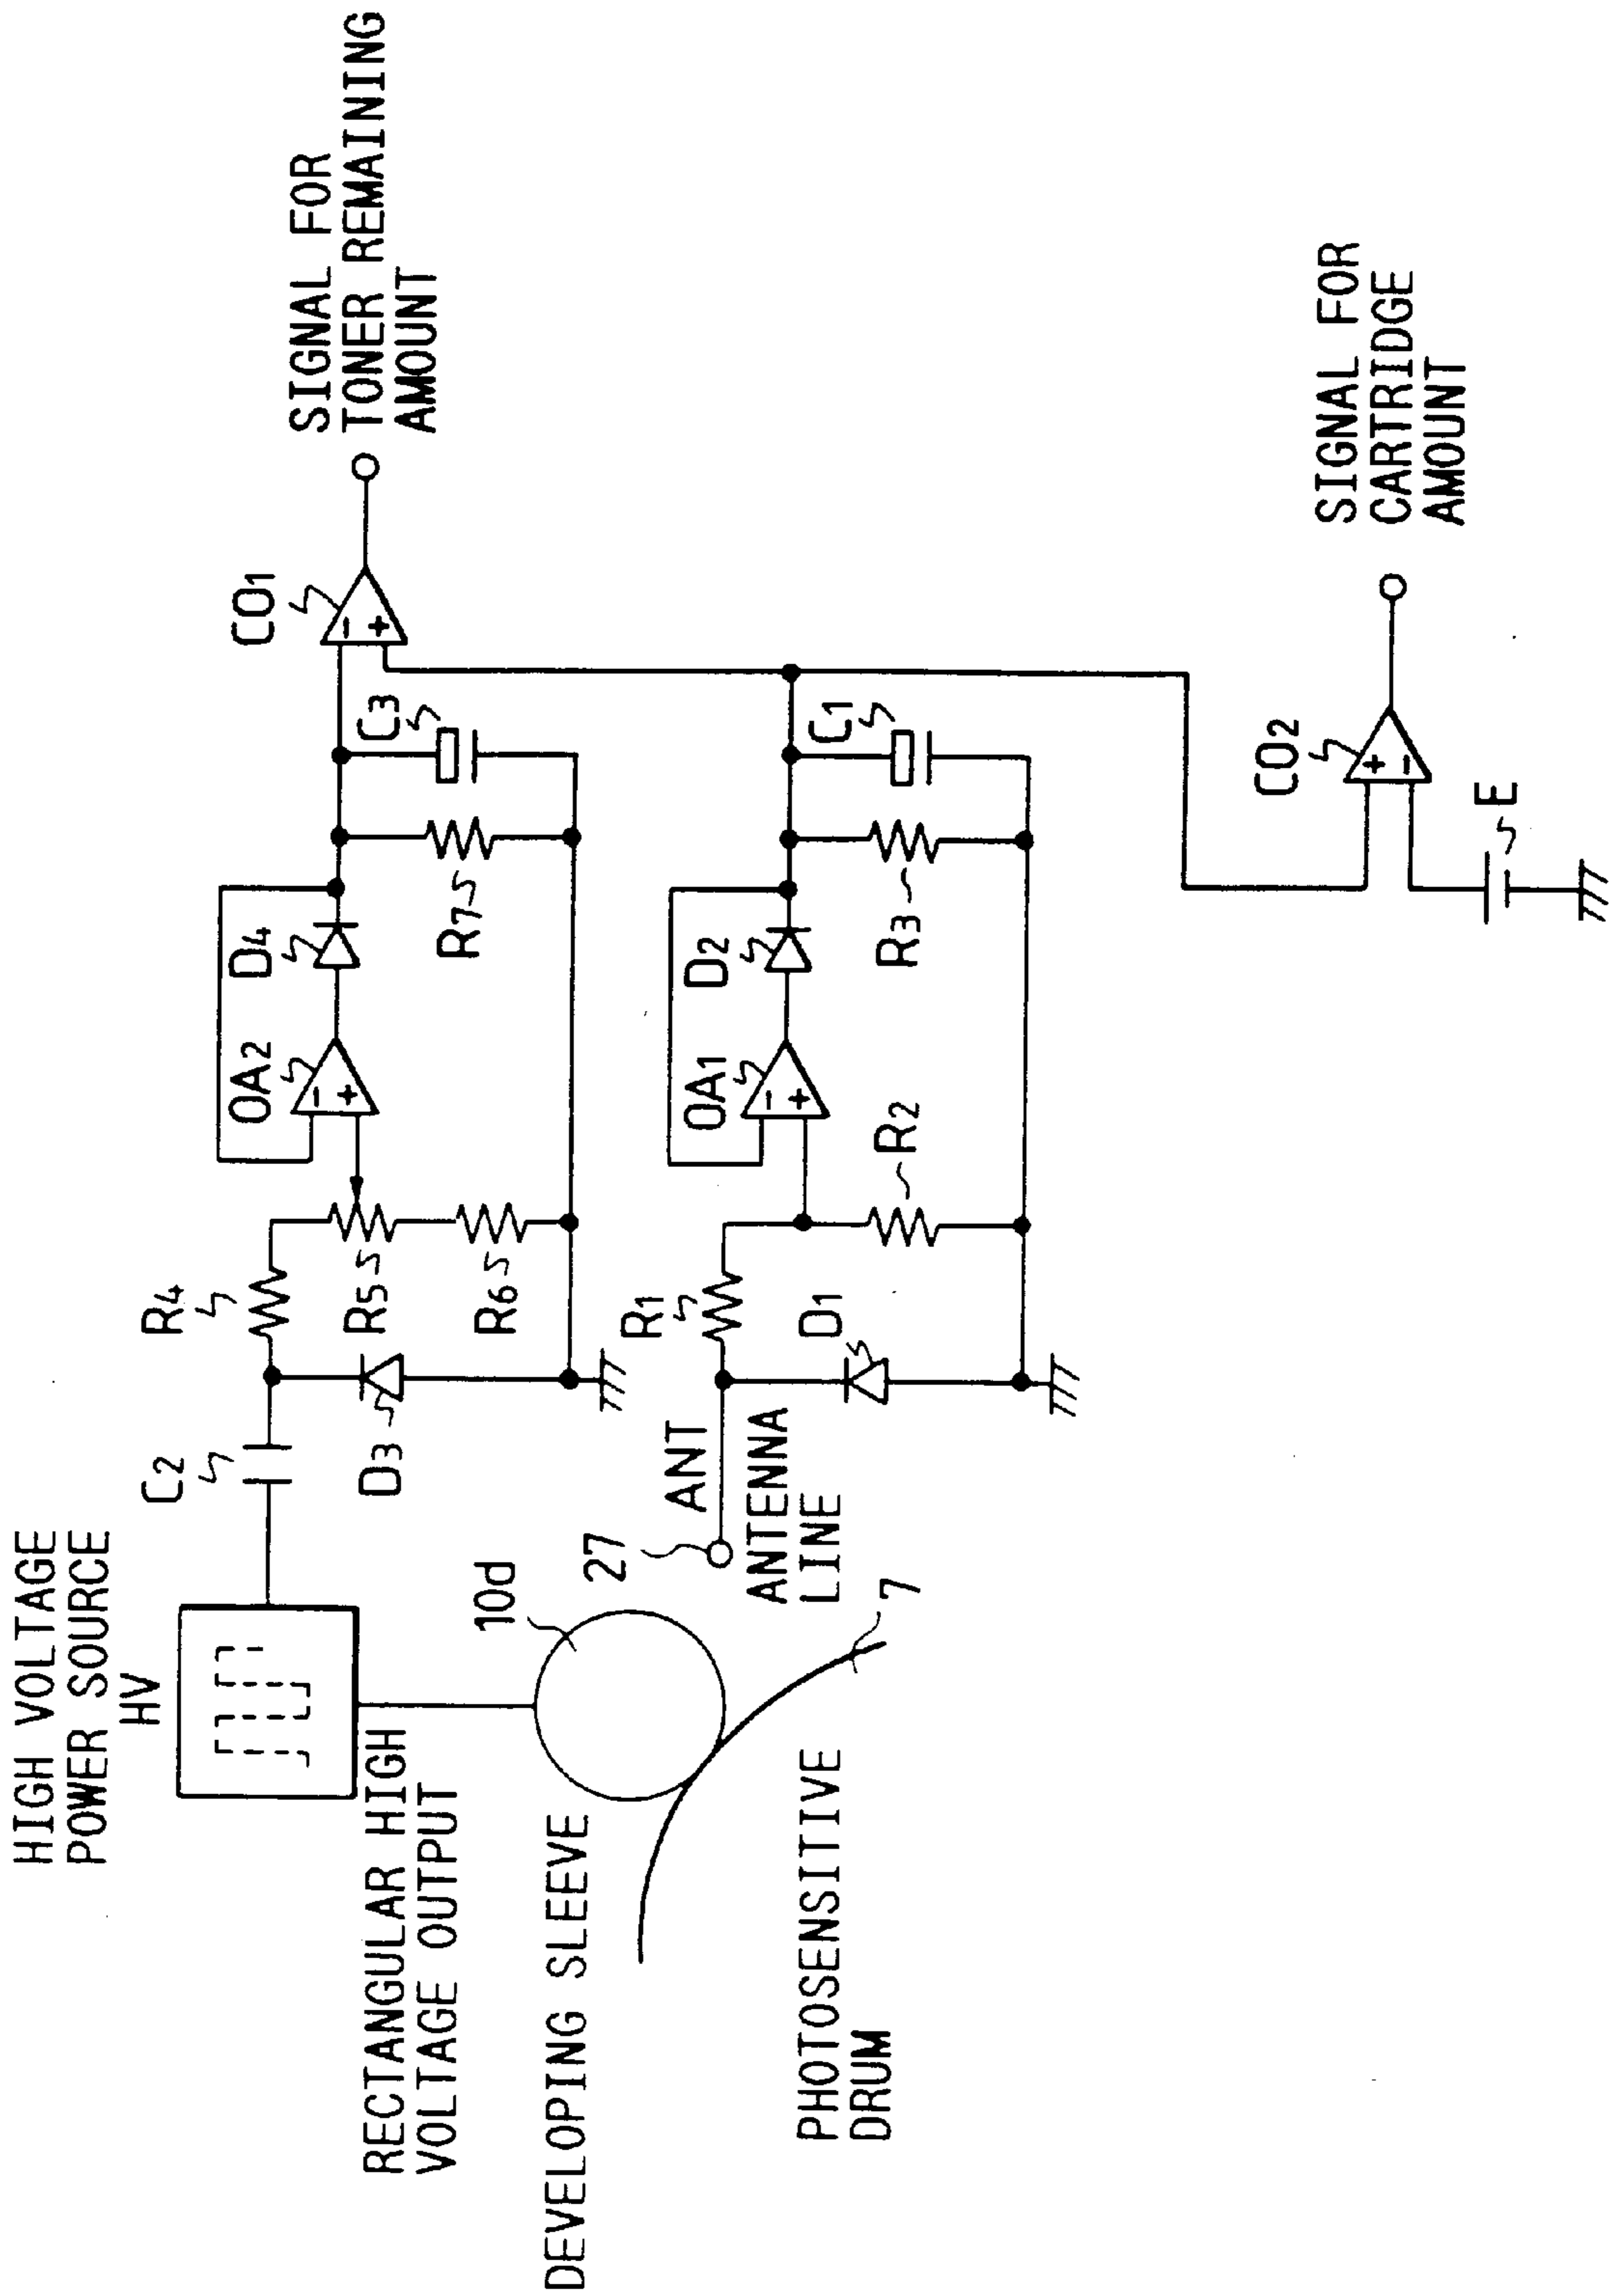 HIGH VOLTAGE
POWER SOURCE
HV
C2
R4
D3
R5
R6
OA2
-
+
D4
R7
C3
CO1
-
+
SIGNAL FOR
TONER REMAINING
AMOUNT
RECTANGULAR HIGH
VOLTAGE OUTPUT
10d
DEVELOPING SLEEVE
27
ANT
ANTENNA
LINE
7
PHOTOSENSITIVE
DRUM
R1
D1
R2
OA1
-
+
D2
R3
C1
CO2
+
-
E
SIGNAL FOR
CARTRIDGE
AMOUNT